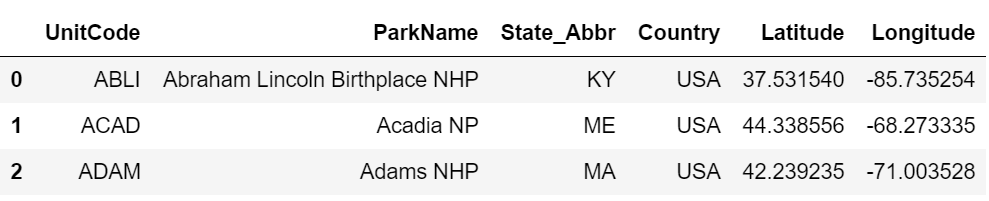 UnitCode ParkName State_Abbr Country Latitude Longitude
0 ABLI Abraham Lincoln Birthplace NHP KY USA 37.531540 -85.735254
1 ACAD Acadia NP ME USA 44.338556 -68.273335
2 ADAM Adams NHP MA USA 42.239235 -71.003528